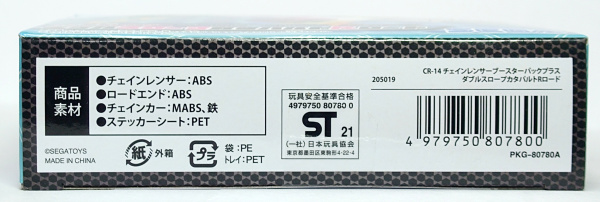 商品
素材
●チェインレンサー:ABS
●ロードエンド:ABS
●チェインカー:MABS、鉄
●ステッカーシート:PET
©SEGATOYS
MADE IN CHINA
紙 外箱
プラ 袋:PE
トレイ:PET
玩具安全基準合格
4979750 80780 0
ST 21
(一社)日本玩具協会
東京都墨田区東駒形4-22-4
205019
CR-14 チェインレンサーブースターパックプラス
ダブルスロープカタパルトRロード
4 979750 807800
PKG-80780A